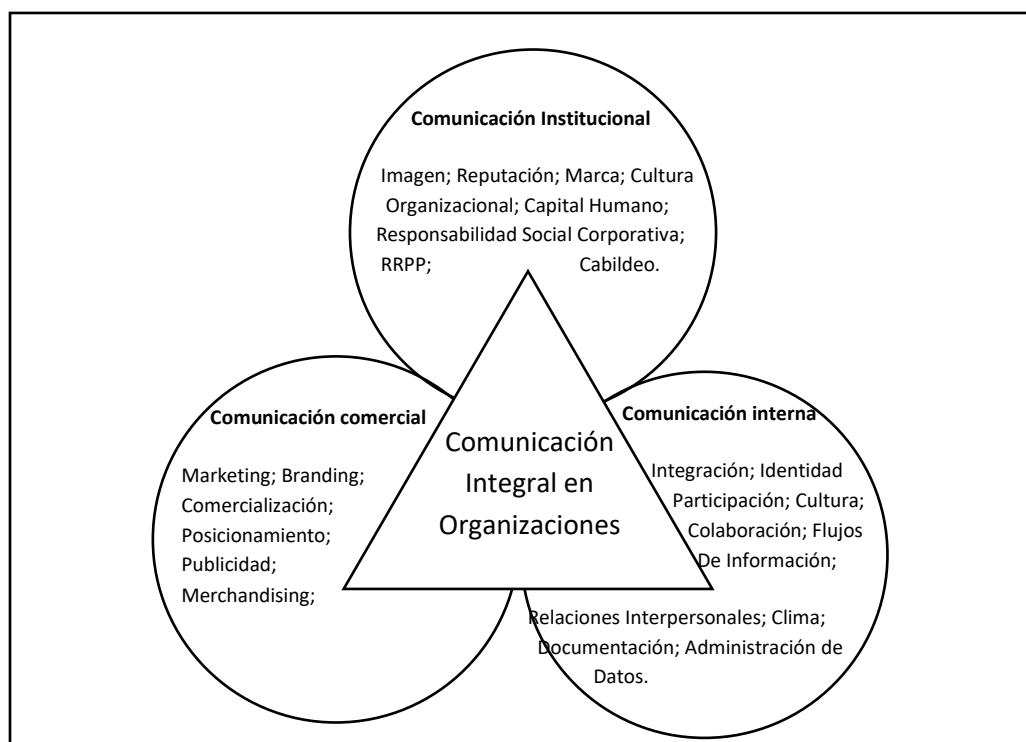 Comunicación Institucional
Imagen; Reputación; Marca; Cultura
Organizacional; Capital Humano;
Responsabilidad Social Corporativa;
RRPP; Cabildeo.
Comunicación comercial
Marketing; Branding;
Comercialización;
Posicionamiento;
Publicidad;
Merchandising;
Comunicación
Integral en
Organizaciones
Comunicación interna
Integración; Identidad
Participación; Cultura;
Colaboración; Flujos
De Información;
Relaciones Interpersonales; Clima;
Documentación; Administración de
Datos.